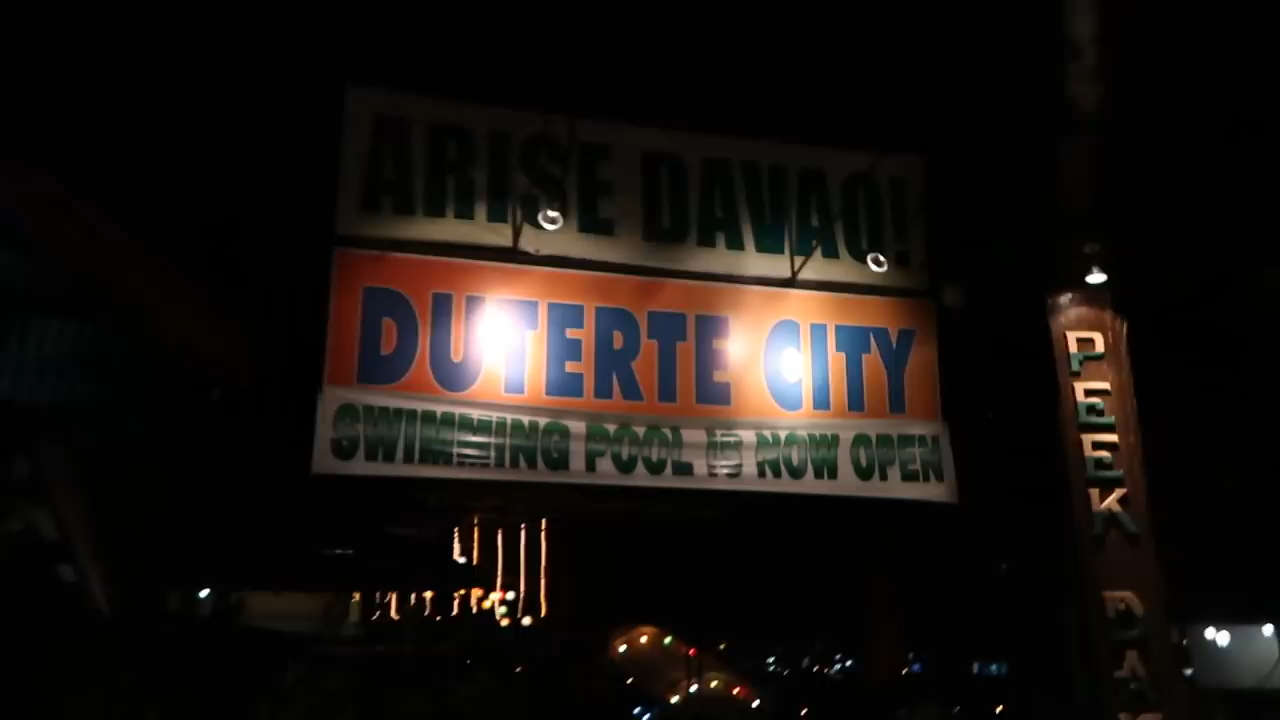 ARISE DAVAO!
DUTERTE CITY
SWIMMING POOL IS NOW OPEN
PEEK